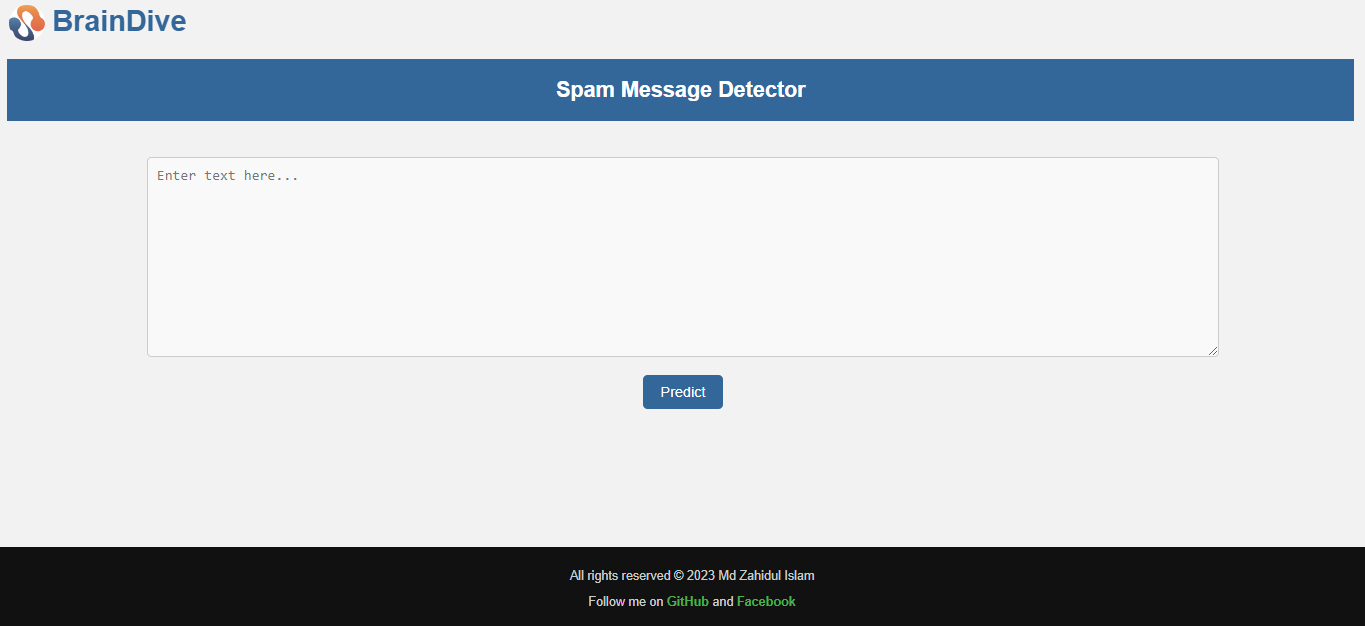 BrainDive
Spam Message Detector
Enter text here...
Predict
All rights reserved © 2023 Md Zahidul Islam
Follow me on GitHub and Facebook